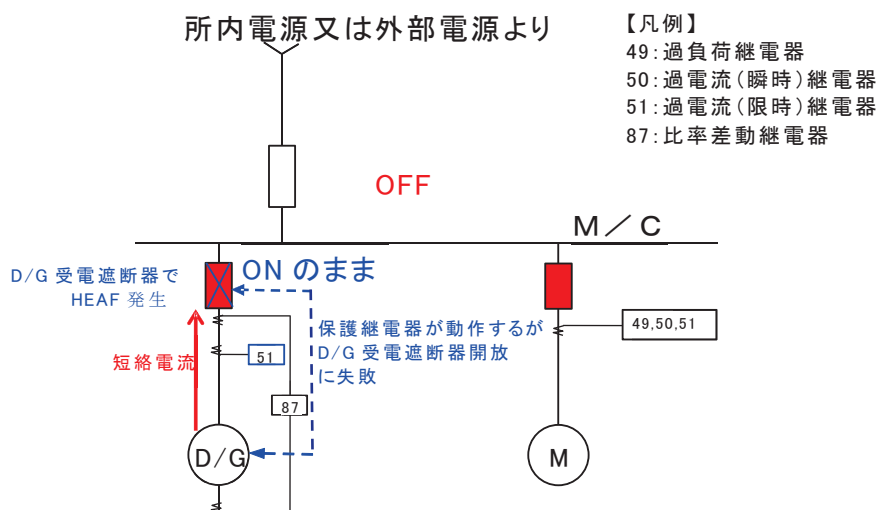 所内電源又は外部電源より
【凡例】
49:過負荷継電器
50:過電流(瞬時)継電器
51:過電流(限時)継電器
87:比率差動継電器
OFF
M/C
D/G 受電遮断器で
HEAF 発生
ON のまま
保護継電器が動作するが
D/G 受電遮断器開放
に失敗
49,50,51
短絡電流
51
87
D/G
M